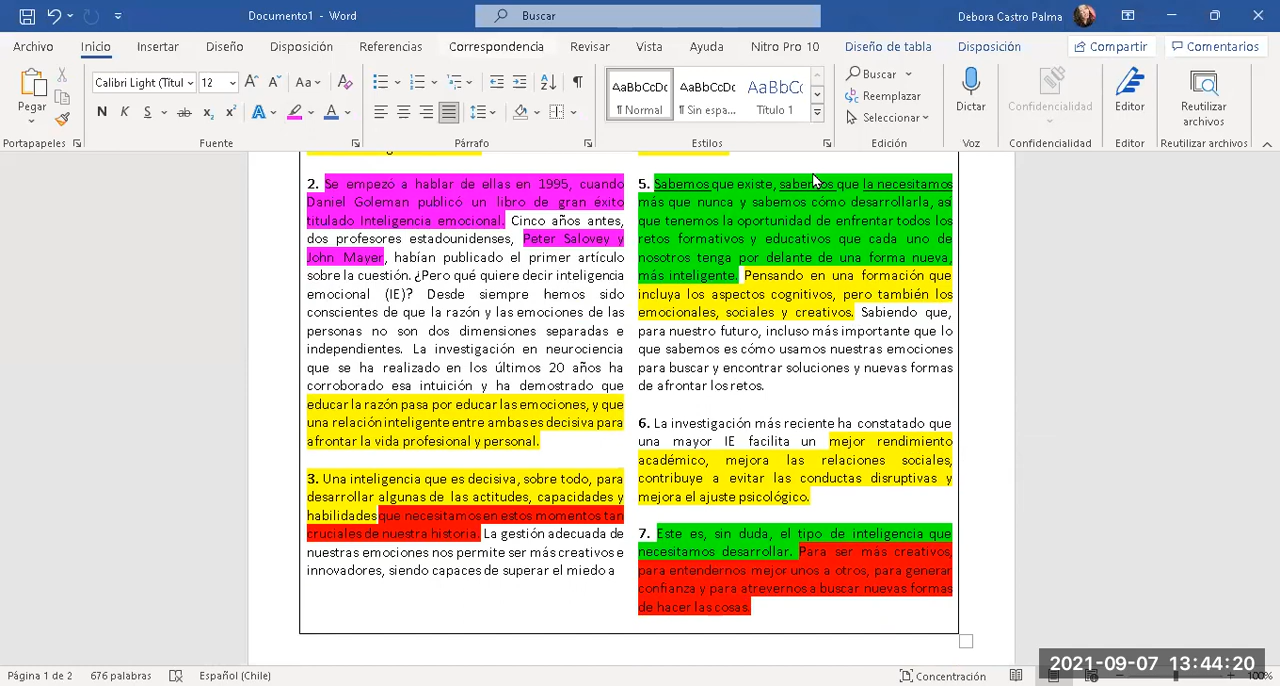 Documento1 - Word
Buscar
Debora Castro Palma
Archivo Inicio Insertar Diseño Disposición Referencias Correspondencia Revisar Vista Ayuda Nitro Pro 10 Diseño de tabla Disposición Compartir Comentarios
Pegar
Calibri Light (Títul 12
N K S
AaBbCcDc AaBbCcDc AaBbCc
¶ Normal ¶ Sin espa... Título 1
Buscar
Reemplazar
Seleccionar
Dictar
Confidencialidad
Editor
Reutilizar
archivos
Portapapeles Fuente Párrafo Estilos Edición Voz Confidencialidad Editor Reutilizar archivos
2. Se empezó a hablar de ellas en 1995, cuando
Daniel Goleman publicó un libro de gran éxito
titulado Inteligencia emocional. Cinco años antes,
dos profesores estadounidenses, Peter Salovey y
John Mayer, habían publicado el primer artículo
sobre la cuestión. ¿Pero qué quiere decir inteligencia
emocional (IE)? Desde siempre hemos sido
conscientes de que la razón y las emociones de las
personas no son dos dimensiones separadas e
independientes. La investigación en neurociencia
que se ha realizado en los últimos 20 años ha
corroborado esa intuición y ha demostrado que
educar la razón pasa por educar las emociones, y que
una relación inteligente entre ambas es decisiva para
afrontar la vida profesional y personal.
3. Una inteligencia que es decisiva, sobre todo, para
desarrollar algunas de las actitudes, capacidades y
habilidades que necesitamos en estos momentos tan
cruciales de nuestra historia. La gestión adecuada de
nuestras emociones nos permite ser más creativos e
innovadores, siendo capaces de superar el miedo a
5. Sabemos que existe, sabemos que la necesitamos
más que nunca y sabemos cómo desarrollarla, así
que tenemos la oportunidad de enfrentar todos los
retos formativos y educativos que cada uno de
nosotros tenga por delante de una forma nueva,
más inteligente. Pensando en una formación que
incluya los aspectos cognitivos, pero también los
emocionales, sociales y creativos. Sabiendo que,
para nuestro futuro, incluso más importante que lo
que sabemos es cómo usamos nuestras emociones
para buscar y encontrar soluciones y nuevas formas
de afrontar los retos.
6. La investigación más reciente ha constatado que
una mayor IE facilita un mejor rendimiento
académico, mejora las relaciones sociales,
contribuye a evitar las conductas disruptivas y
mejora el ajuste psicológico.
7. Este es, sin duda, el tipo de inteligencia que
necesitamos desarrollar. Para ser más creativos,
para entendernos mejor unos a otros, para generar
confianza y para atrevernos a buscar nuevas formas
de hacer las cosas.
2021-09-07 13:44:20
Página 1 de 2 676 palabras Español (Chile) Concentración 100%